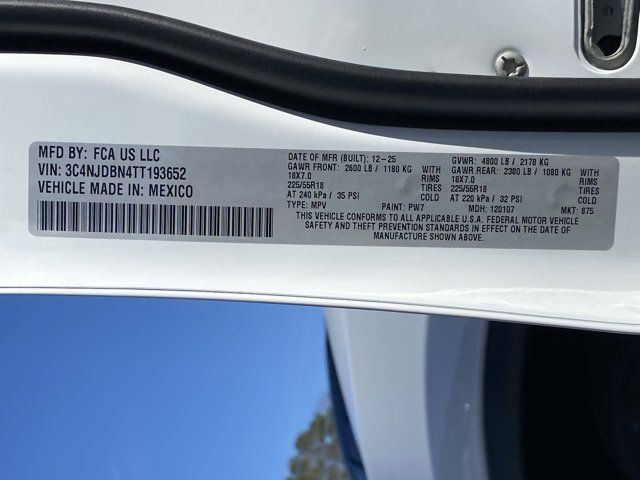 MFD BY: FCA US LLC
VIN: 3C4NJDBN4TT193652
VEHICLE MADE IN: MEXICO
DATE OF MFR (BUILT): 12-25
GAWR FRONT: 2600 LB / 1180 KG WITH
18X7.0 RIMS
225/55R18 TIRES
AT 240 kPa / 35 PSI COLD
TYPE: MPV PAINT: PW7
GVWR: 4800 LB / 2178 KG
GAWR REAR: 2380 LB / 1080 KG WITH
18X7.0 RIMS
225/55R18 TIRES
AT 220 kPa / 32 PSI COLD
MDH: 120107 MKT: 875
THIS VEHICLE CONFORMS TO ALL APPLICABLE U.S.A. FEDERAL MOTOR VEHICLE
SAFETY AND THEFT PREVENTION STANDARDS IN EFFECT ON THE DATE OF
MANUFACTURE SHOWN ABOVE.